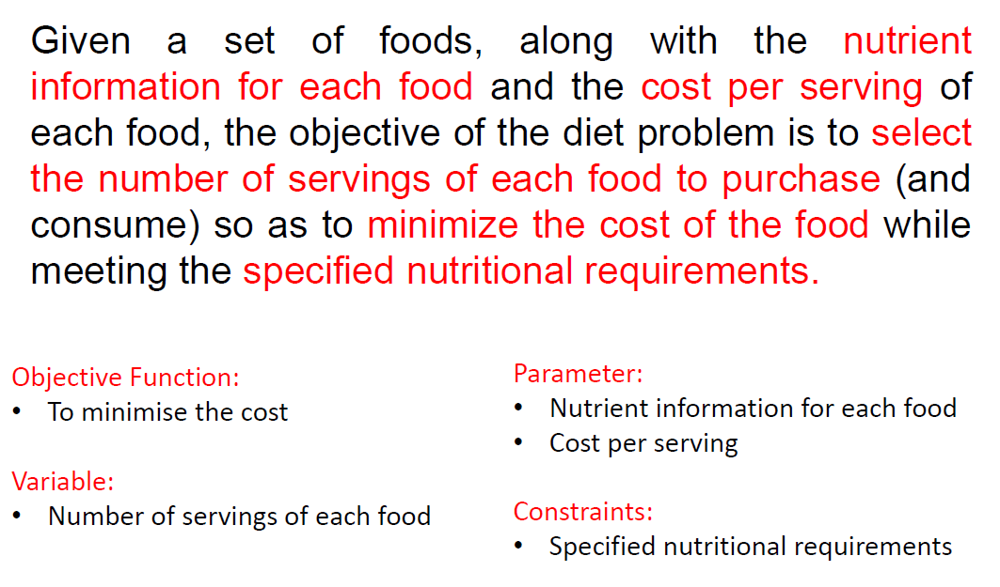 Given a set of foods, along with the nutrient
information for each food and the cost per serving of
each food, the objective of the diet problem is to select
the number of servings of each food to purchase (and
consume) so as to minimize the cost of the food while
meeting the specified nutritional requirements.
Objective Function:
• To minimise the cost
Variable:
• Number of servings of each food
Parameter:
• Nutrient information for each food
• Cost per serving
Constraints:
• Specified nutritional requirements